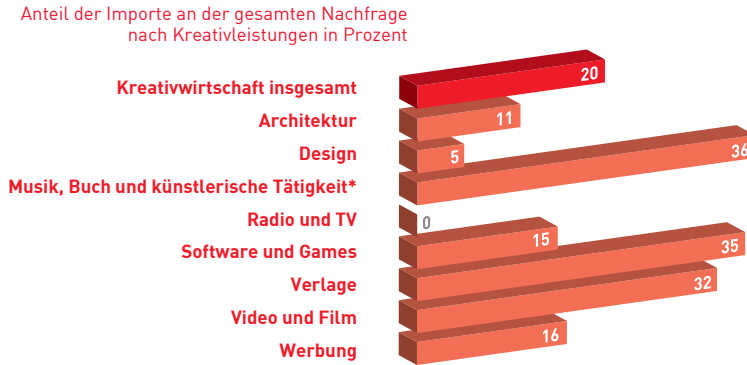 Anteil der Importe an der gesamten Nachfrage
nach Kreativleistungen in Prozent
Kreativwirtschaft insgesamt 20
Architektur 11
Design 5
Musik, Buch und künstlerische Tätigkeit* 36
Radio und TV 0
Software und Games 15
Verlage 35
Video und Film 32
Werbung 16